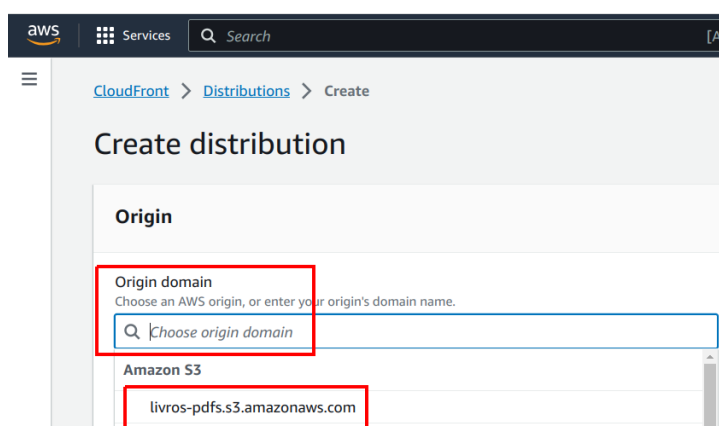 aws Services Search [A
CloudFront > Distributions > Create
Create distribution
Origin
Origin domain
Choose an AWS origin, or enter your origin's domain name.
Choose origin domain
Amazon S3
livros-pdfs.s3.amazonaws.com